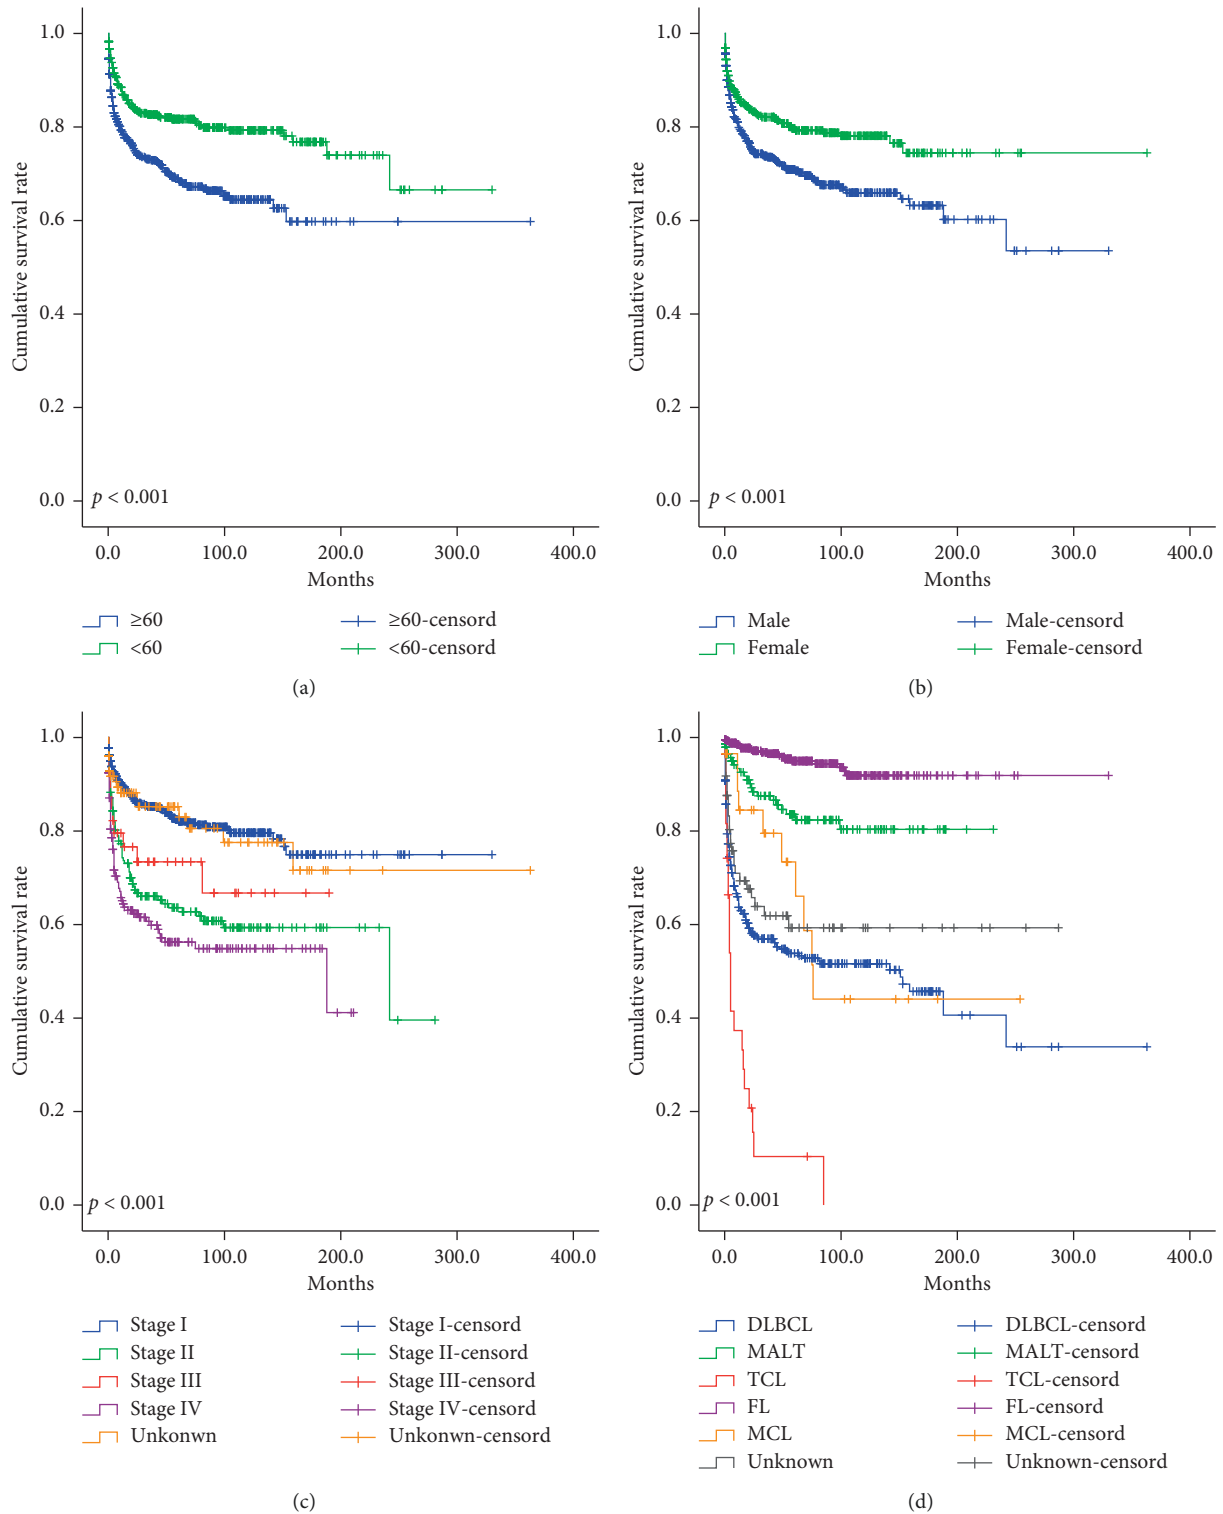 1.0
0.8
0.6
0.4
0.2
0.0
Cumulative survival rate
p < 0.001
0.0 100.0 200.0 300.0 400.0
Months
≥60 ≥60-censord
<60 <60-censord
(a)
1.0
0.8
0.6
0.4
0.2
0.0
Cumulative survival rate
p < 0.001
0.0 100.0 200.0 300.0 400.0
Months
Male Male-censord
Female Female-censord
(b)
1.0
0.8
0.6
0.4
0.2
0.0
Cumulative survival rate
p < 0.001
0.0 100.0 200.0 300.0 400.0
Months
Stage I Stage I-censord
Stage II Stage II-censord
Stage III Stage III-censord
Stage IV Stage IV-censord
Unkonwn Unkonwn-censord
(c)
1.0
0.8
0.6
0.4
0.2
0.0
Cumulative survival rate
p < 0.001
0.0 100.0 200.0 300.0 400.0
Months
DLBCL DLBCL-censord
MALT MALT-censord
TCL TCL-censord
FL FL-censord
MCL MCL-censord
Unknown Unknown-censord
(d)